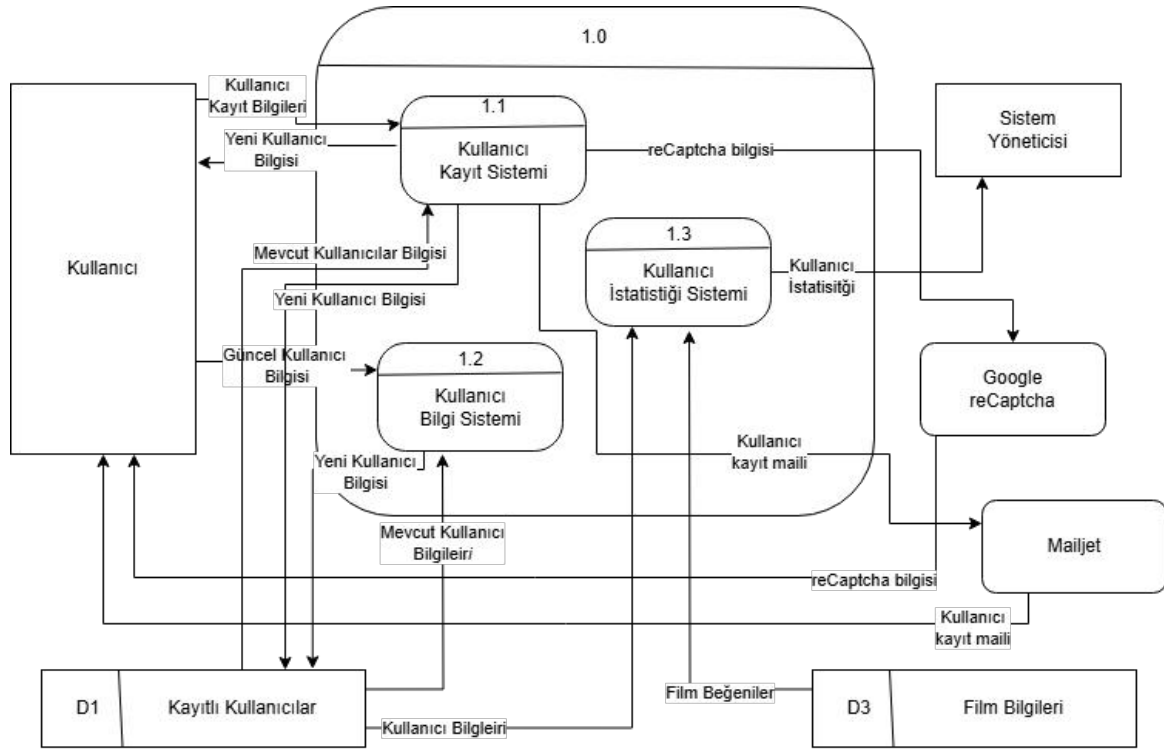 1.0
Kullanıcı
Kayıt Bilgileri
1.1
Kullanıcı
Kayıt Sistemi
Sistem
Yöneticisi
Yeni Kullanıcı
Bilgisi
reCaptcha bilgisi
Kullanıcı
Mevcut Kullanıcılar Bilgisi
1.3
Kullanıcı
İstatistiği Sistemi
Kullanıcı
İstatisitği
Yeni Kullanıcı Bilgisi
Güncel Kullanıcı
Bilgisi
1.2
Kullanıcı
Bilgi Sistemi
Google
reCaptcha
Yeni Kullanıcı
Bilgisi
Kullanıcı
kayıt maili
Mevcut Kullanıcı
Bilgileiri
Mailjet
reCaptcha bilgisi
Kullanıcı
kayıt maili
D1
Kayıtlı Kullanıcılar
Kullanıcı Bilgleiri
Film Beğeniler
D3
Film Bilgileri